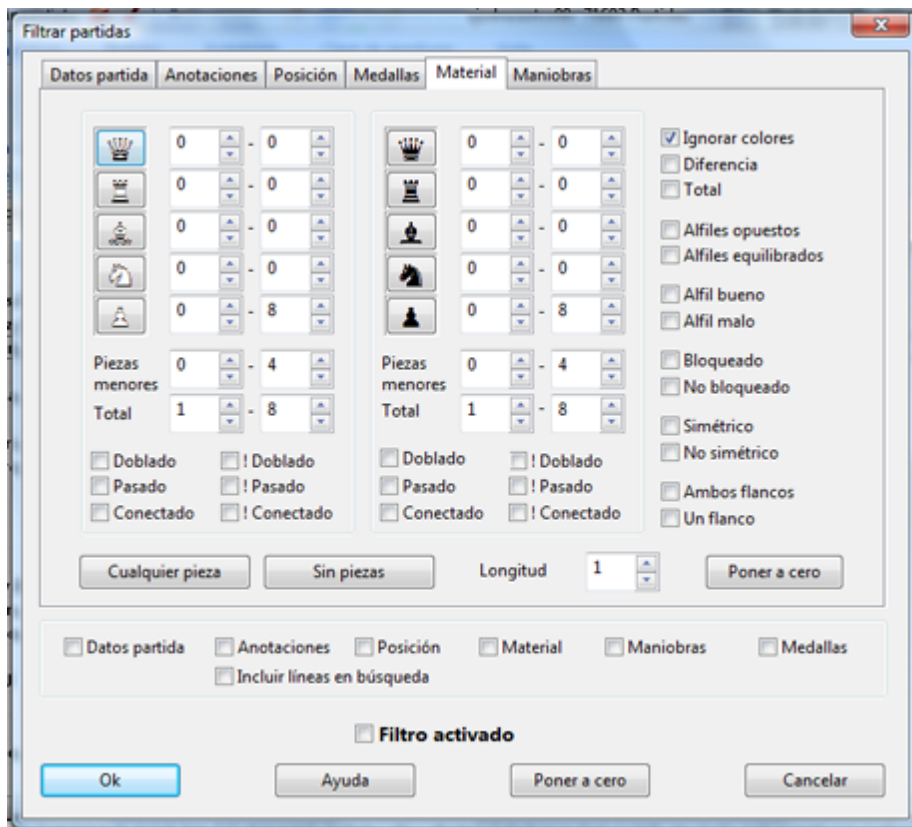 Filtrar partidas
Datos partida Anotaciones Posición Medallas Material Maniobras
0 - 0 0 - 0 Ignorar colores
Diferencia
0 - 0 0 - 0 Total
0 - 0 0 - 0 Alfiles opuestos
Alfiles equilibrados
0 - 0 0 - 0 Alfil bueno
0 - 8 0 - 8 Alfil malo
Piezas menores 0 - 4 Piezas menores 0 - 4 Bloqueado
No bloqueado
Total 1 - 8 Total 1 - 8 Simétrico
No simétrico
Doblado ! Doblado Doblado ! Doblado
Pasado ! Pasado Pasado ! Pasado Ambos flancos
Conectado ! Conectado Conectado ! Conectado Un flanco
Cualquier pieza Sin piezas Longitud 1 Poner a cero
Datos partida Anotaciones Posición Material Maniobras Medallas
Incluir líneas en búsqueda
Filtro activado
Ok Ayuda Poner a cero Cancelar